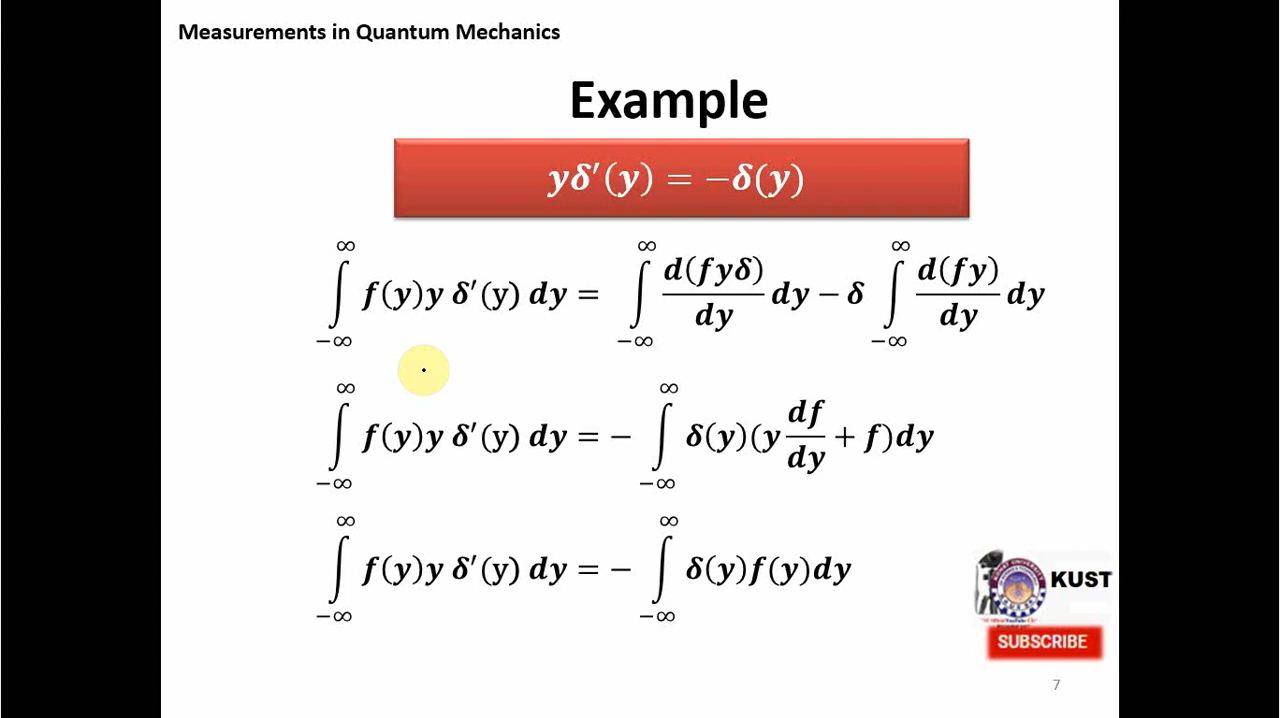 Measurements in Quantum Mechanics
Example
yδ′(y) = −δ(y)
∫_{−∞}^{∞} f(y)y δ′(y) dy = ∫_{−∞}^{∞} d(fyδ)/dy dy − δ ∫_{−∞}^{∞} d(fy)/dy dy
∫_{−∞}^{∞} f(y)y δ′(y) dy = − ∫_{−∞}^{∞} δ(y)(y df/dy + f)dy
∫_{−∞}^{∞} f(y)y δ′(y) dy = − ∫_{−∞}^{∞} δ(y)f(y)dy
KUST
SUBSCRIBE
7